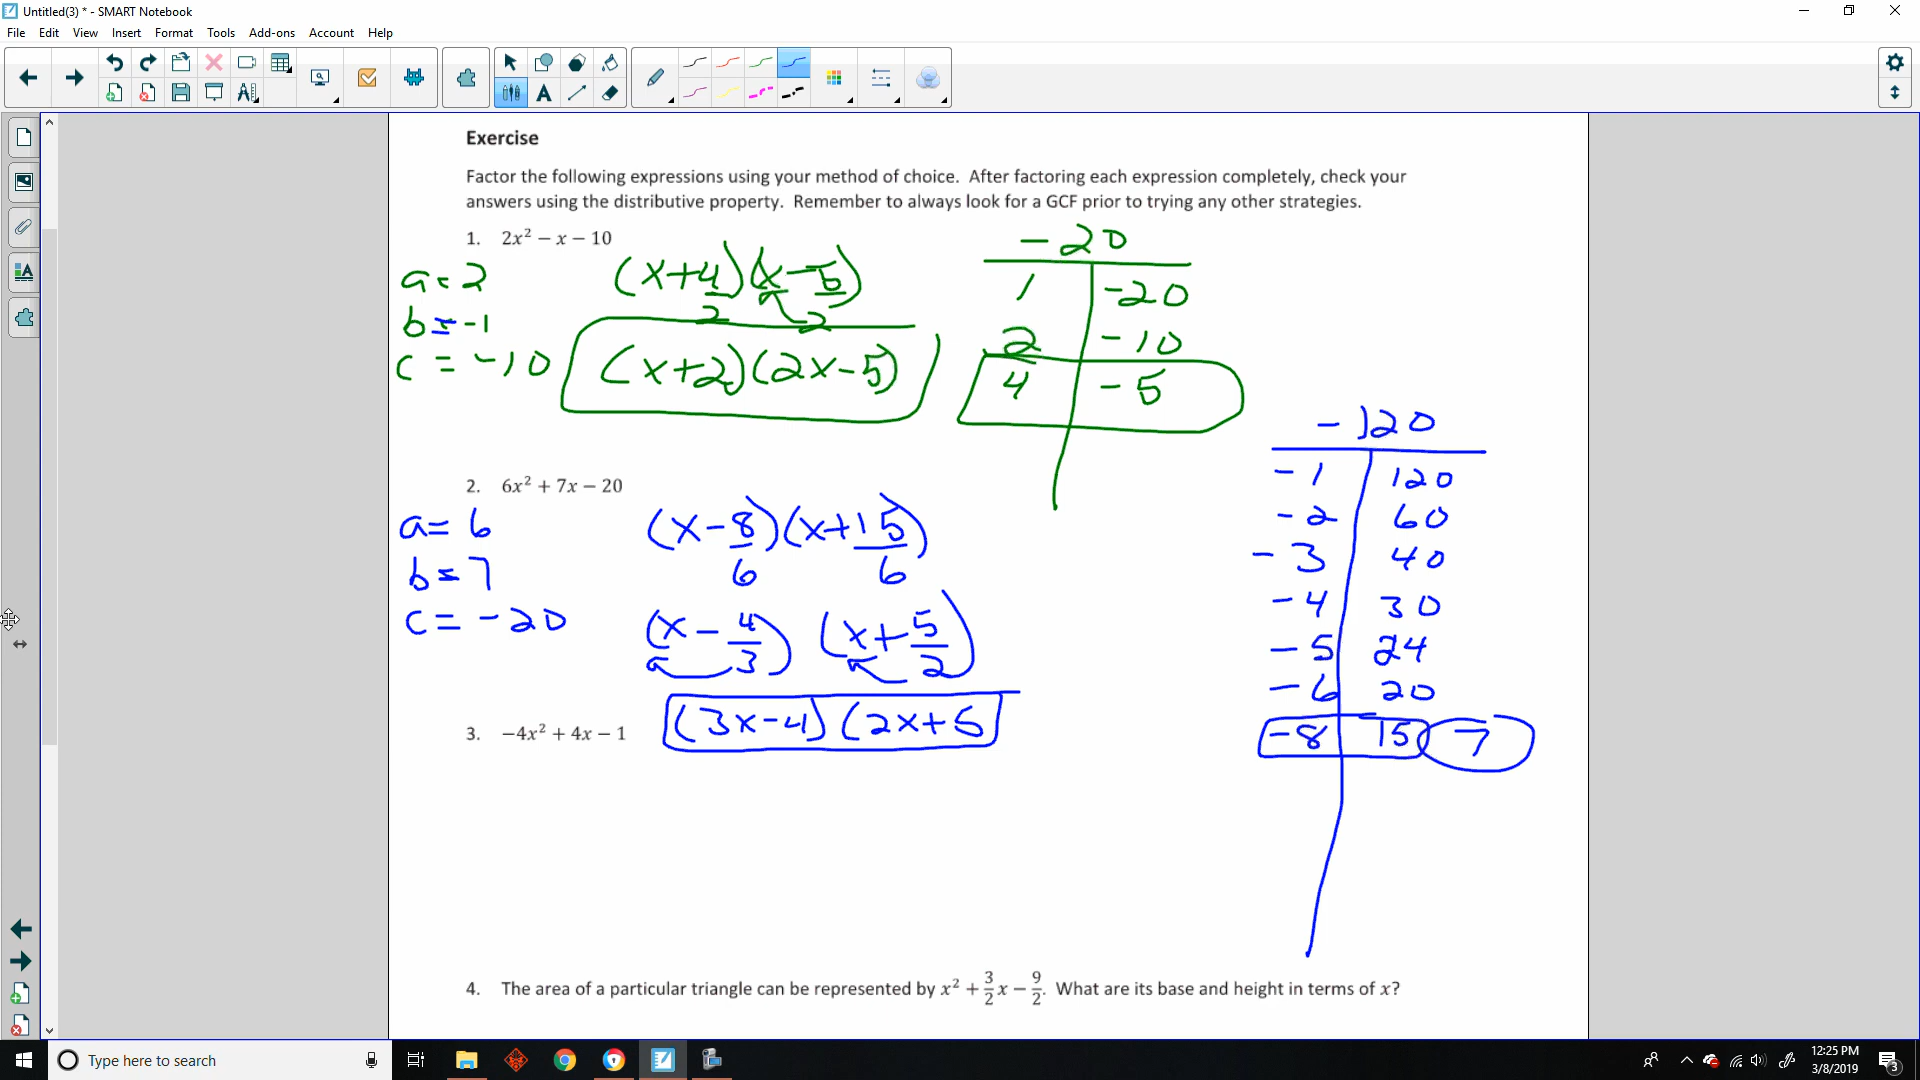 Untitled(3) * - SMART Notebook
File Edit View Insert Format Tools Add-ons Account Help
Exercise
Factor the following expressions using your method of choice. After factoring each expression completely, check your
answers using the distributive property. Remember to always look for a GCF prior to trying any other strategies.
1. 2x² − x − 10
a = 2
b = -1
c = -10
(x+4/2)(x-5/2)
(x+2)(2x-5)
-20
1 -20
2 -10
4 -5
2. 6x² + 7x − 20
a = 6
b = 7
c = -20
(x-8/6)(x+15/6)
(x-4/3)(x+5/2)
(3x-4)(2x+5
-120
-1 120
-2 60
-3 40
-4 30
-5 24
-6 20
-8 15 7
3. −4x² + 4x − 1
4. The area of a particular triangle can be represented by x² + 3/2 x − 9/2. What are its base and height in terms of x?
Type here to search
12:25 PM
3/8/2019
3